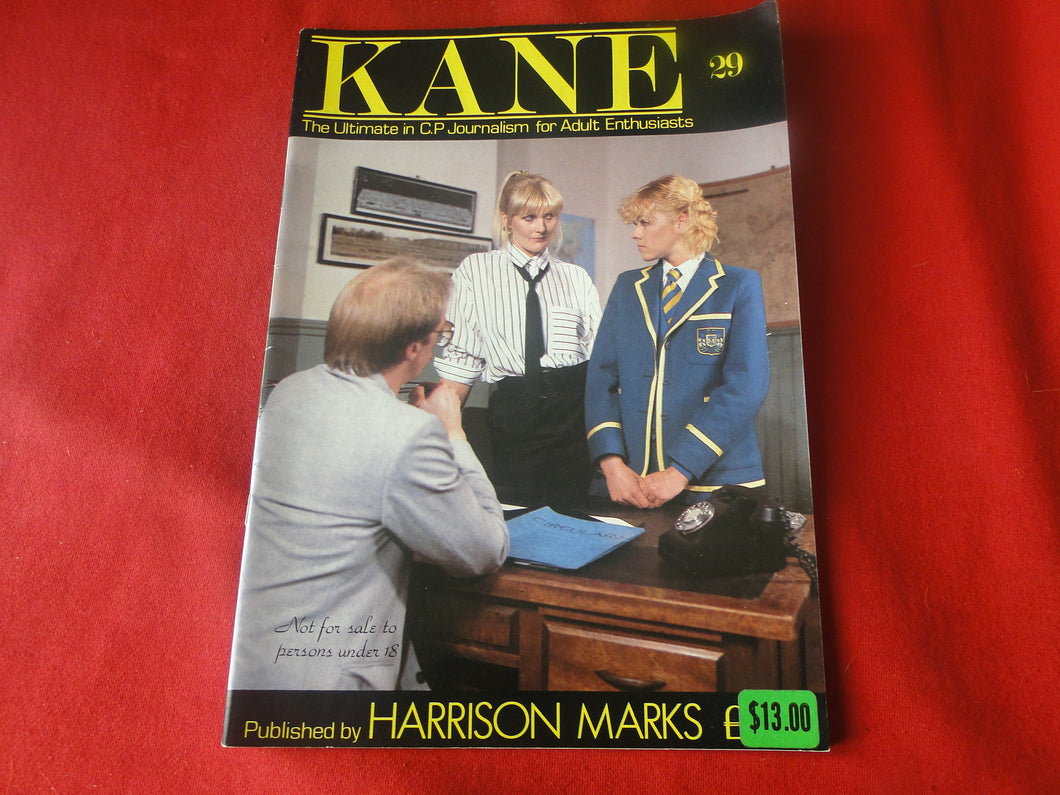 KANE 29
The Ultimate in C.P Journalism for Adult Enthusiasts
CIRCULARS
Not for sale to
persons under 18
Published by HARRISON MARKS £
$13.00